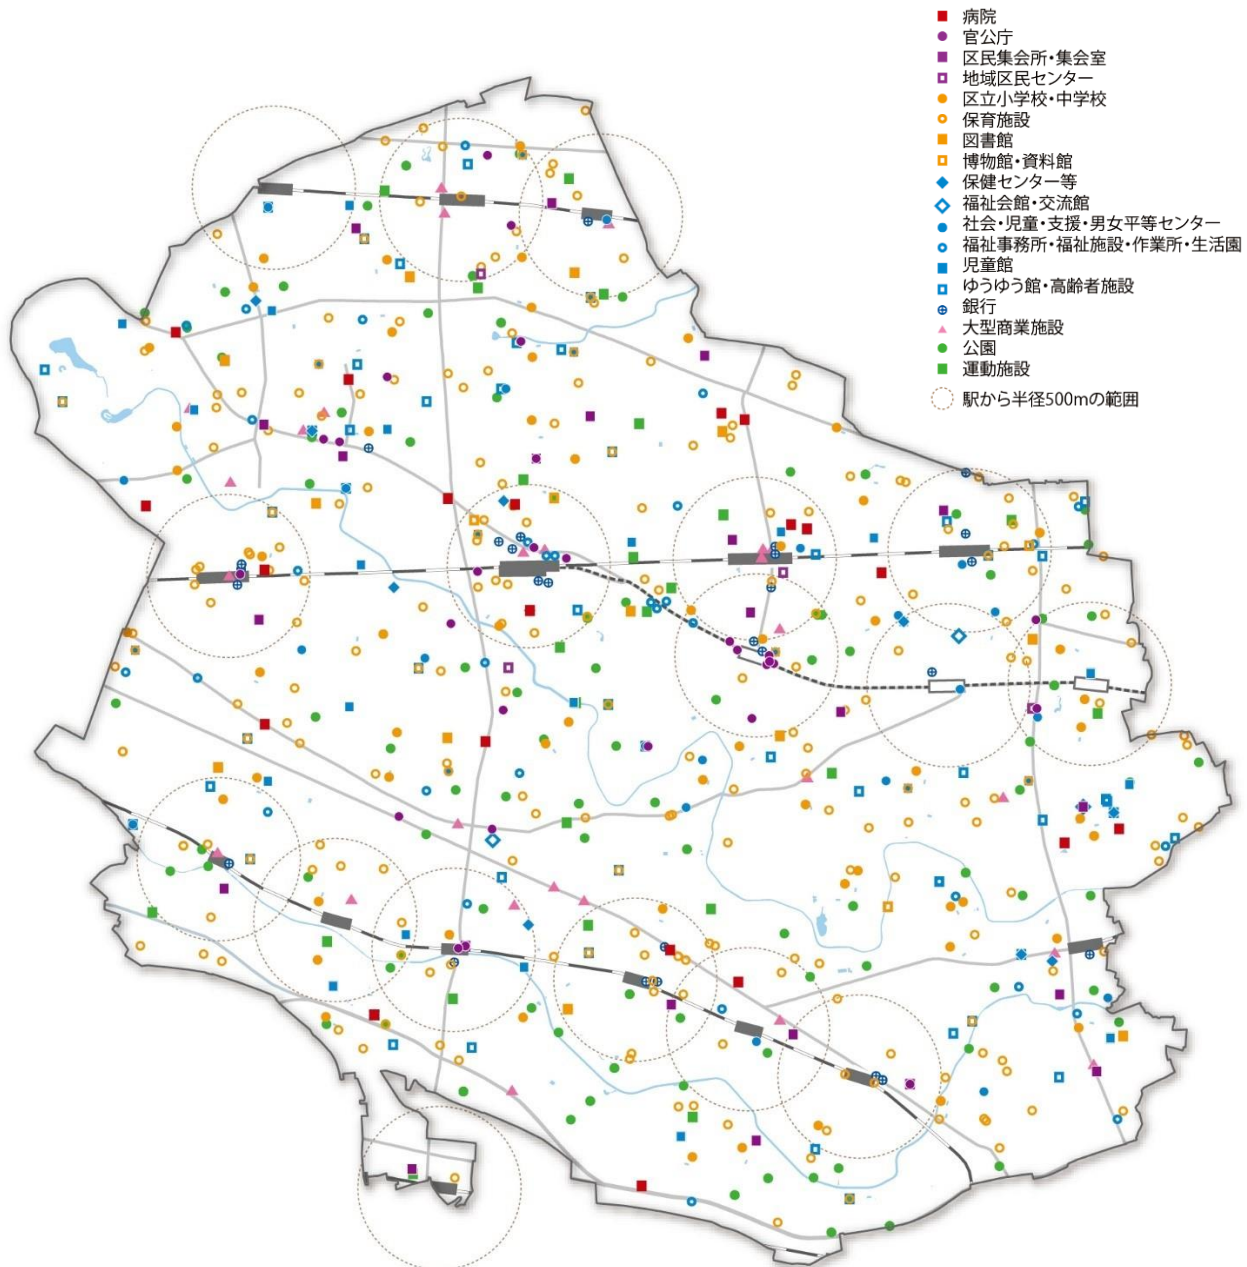 病院
官公庁
区民集会所・集会室
地域区民センター
区立小学校・中学校
保育施設
図書館
博物館・資料館
保健センター等
福祉会館・交流館
社会・児童・支援・男女平等センター
福祉事務所・福祉施設・作業所・生活園
児童館
ゆうゆう館・高齢者施設
銀行
大型商業施設
公園
運動施設
駅から半径500mの範囲